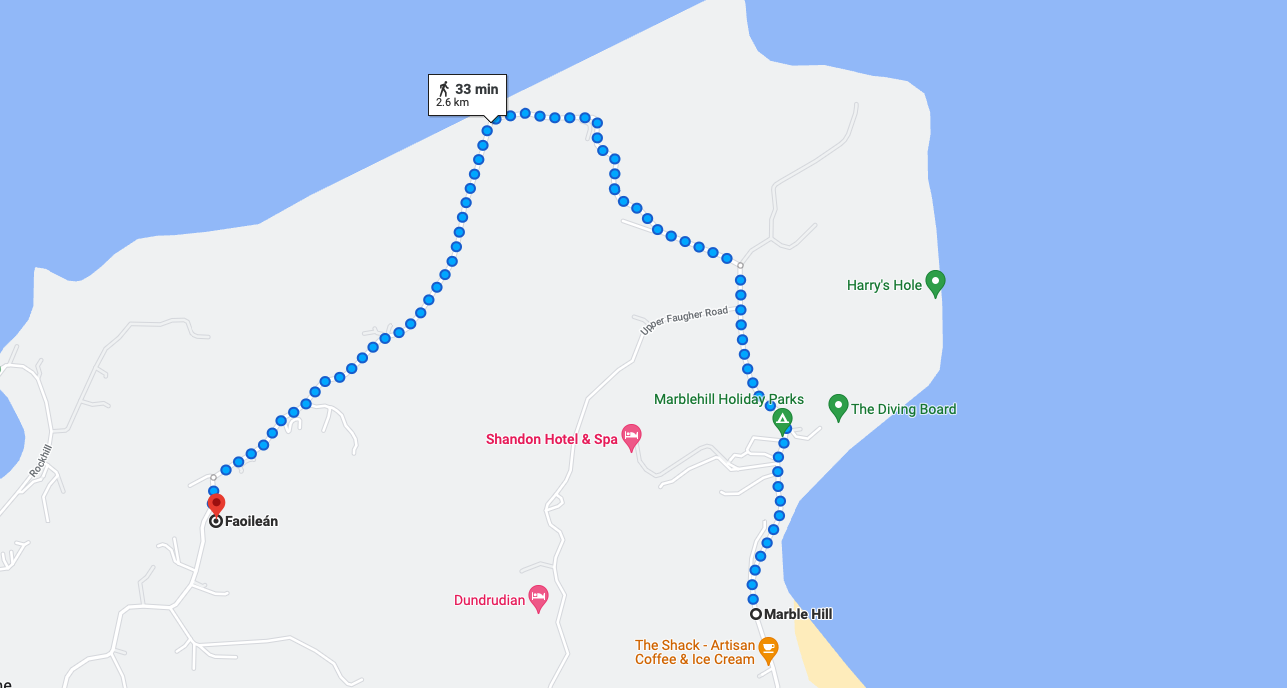 33 min
2.6 km
Harry's Hole
Upper Faugher Road
Marblehill Holiday Parks
The Diving Board
Shandon Hotel & Spa
Rockhill
Faoileán
Dundrudian
Marble Hill
The Shack - Artisan
Coffee & Ice Cream